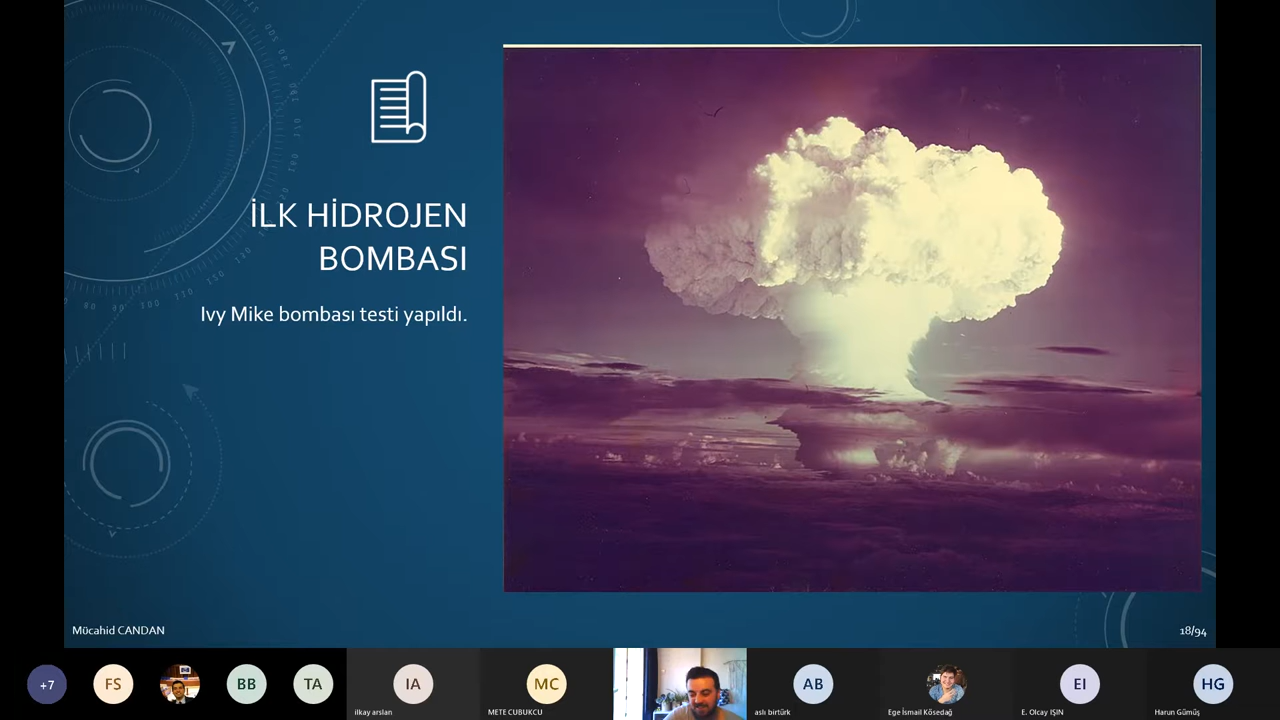 İLK HİDROJEN
BOMBASI
Ivy Mike bombası testi yapıldı.
Mücahid CANDAN
18/94
+7
FS
BB
TA
IA
MC
AB
EI
HG
ilkay arslan
METE CUBUKCU
aslı birtürk
Ege İsmail Kösedağ
E. Olcay IŞIN
Harun Gümüş